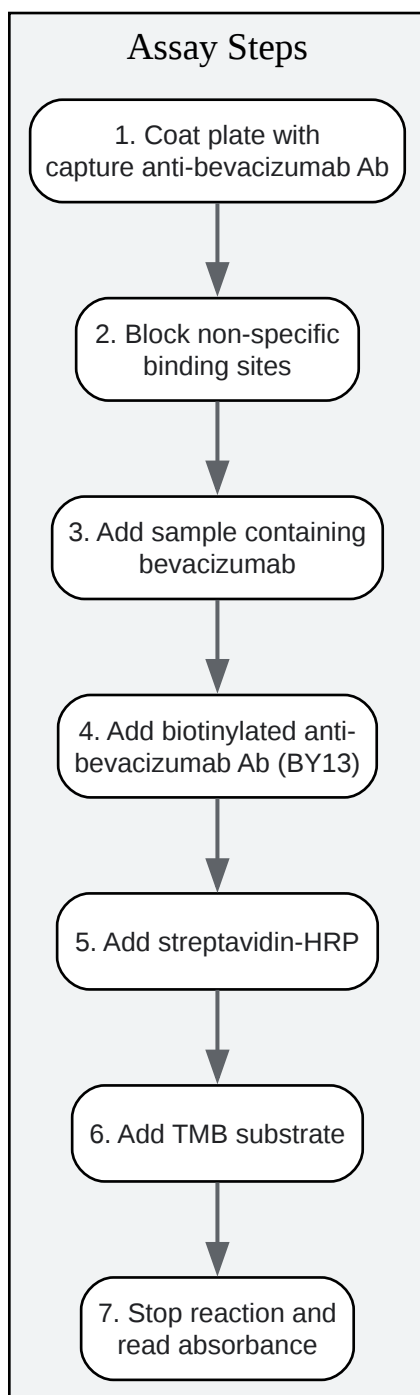 Assay Steps
1. Coat plate with
capture anti-bevacizumab Ab
2. Block non-specific
binding sites
3. Add sample containing
bevacizumab
4. Add biotinylated anti-
bevacizumab Ab (BY13)
5. Add streptavidin-HRP
6. Add TMB substrate
7. Stop reaction and
read absorbance